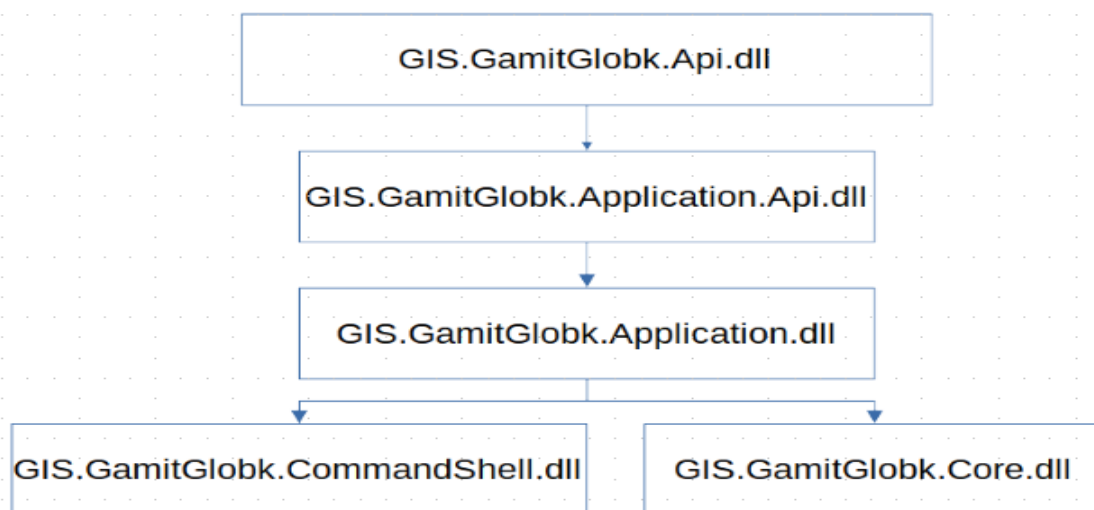 GIS.GamitGlobk.Api.dll
GIS.GamitGlobk.Application.Api.dll
GIS.GamitGlobk.Application.dll
GIS.GamitGlobk.CommandShell.dll
GIS.GamitGlobk.Core.dll